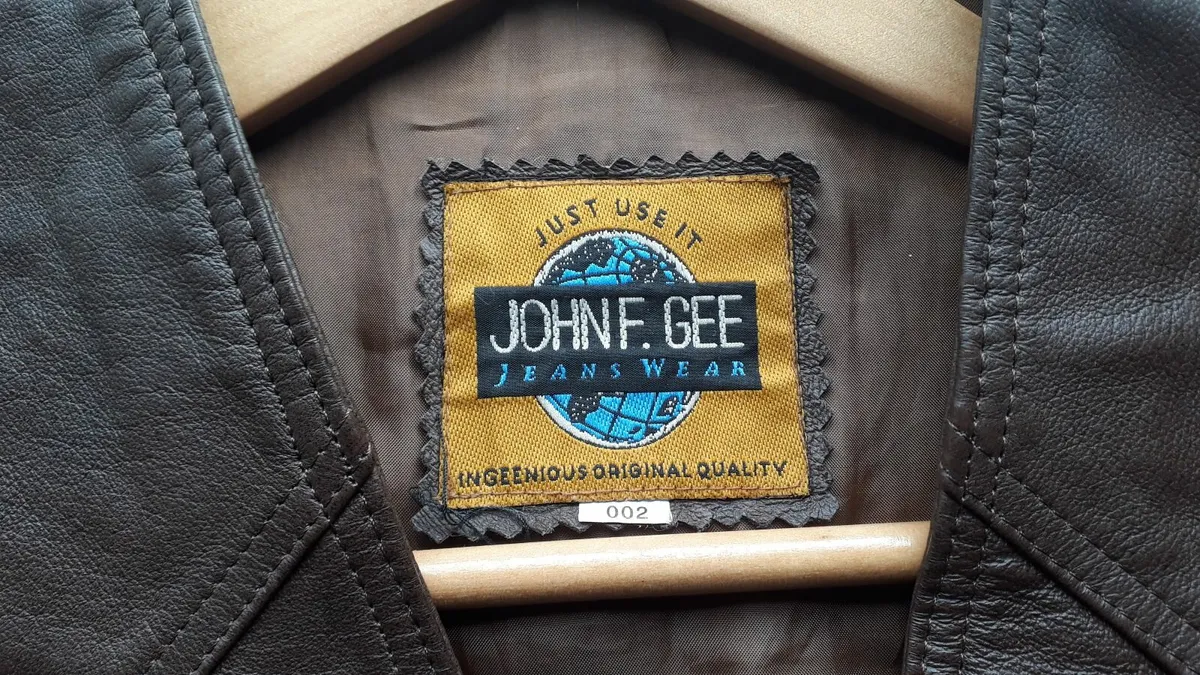 JUST USE IT
JOHN F. GEE
JEANS WEAR
INGEENIOUS ORIGINAL QUALITY
002